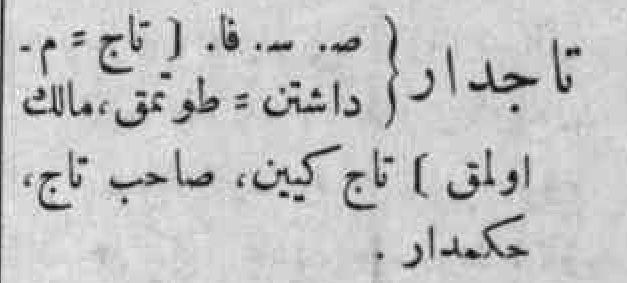 تاجدار { ص. س. فا. [ تاج = م.
داشتن = طوتمق، مالك
اولمق ] تاج كيين، صاحب تاج،
حكمدار .